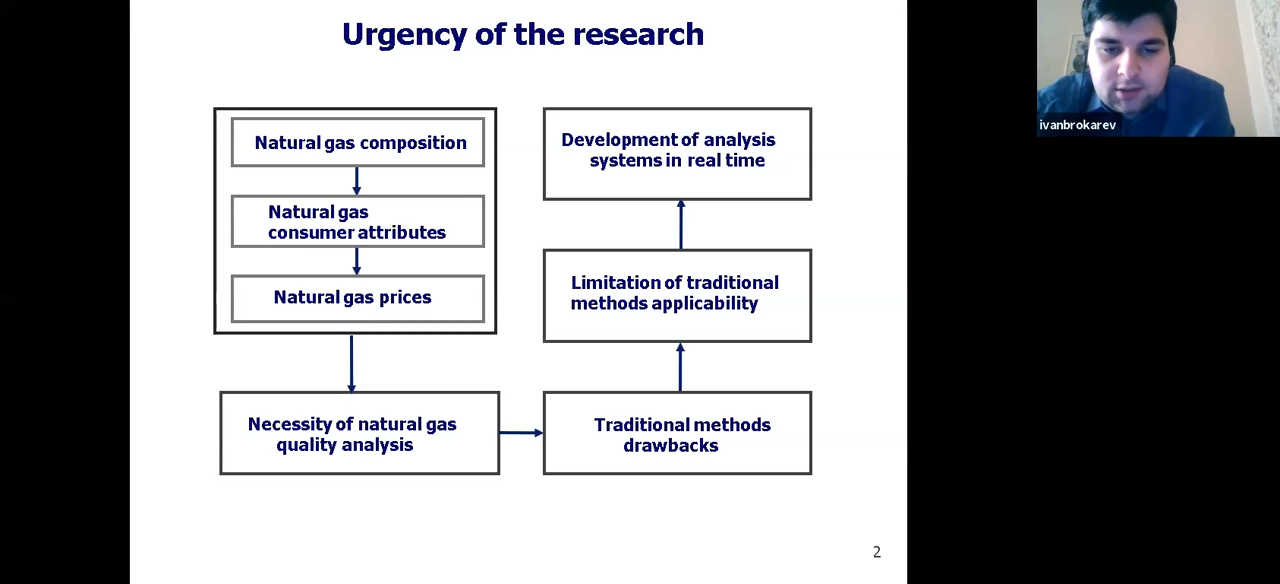 Urgency of the research
Natural gas composition
Natural gas
consumer attributes
Natural gas prices
Necessity of natural gas
quality analysis
Traditional methods
drawbacks
Limitation of traditional
methods applicability
Development of analysis
systems in real time
2
ivanbrokarev